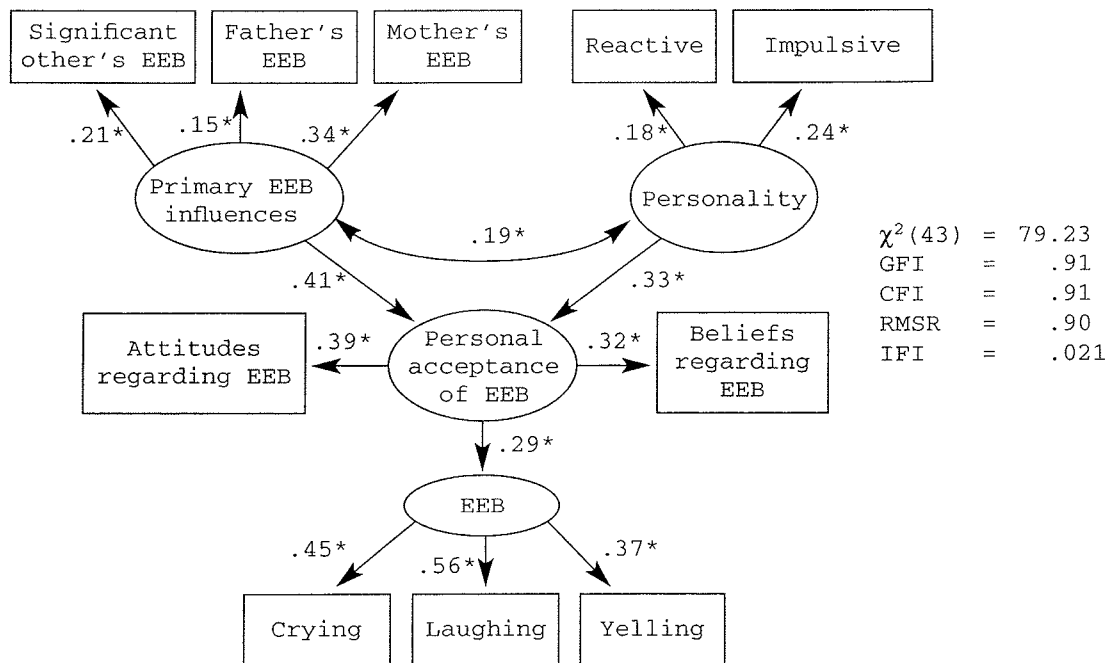 Significant
other's EEB
Father's
EEB
Mother's
EEB
Reactive
Impulsive
.21*
.15*
.34*
.18*
.24*
Primary EEB
influences
Personality
.19*
.41*
.33*
χ²(43) = 79.23
GFI = .91
CFI = .91
RMSR = .90
IFI = .021
Attitudes
regarding EEB
.39*
Personal
acceptance
of EEB
.32*
Beliefs
regarding
EEB
.29*
EEB
.45*
.56*
.37*
Crying
Laughing
Yelling